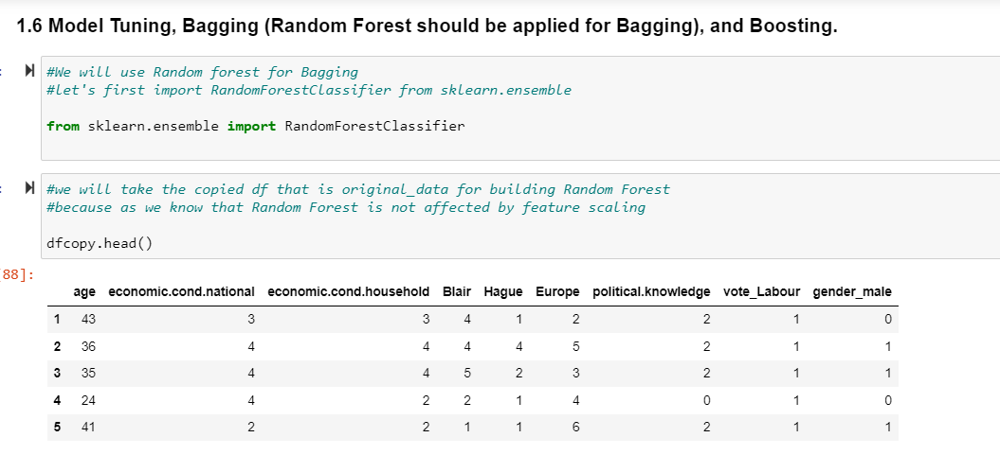 1.6 Model Tuning, Bagging (Random Forest should be applied for Bagging), and Boosting.
#We will use Random forest for Bagging
#let's first import RandomForestClassifier from sklearn.ensemble
from sklearn.ensemble import RandomForestClassifier
#we will take the copied df that is original_data for building Random Forest
#because as we know that Random Forest is not affected by feature scaling
dfcopy.head()
88]:
age economic.cond.national economic.cond.household Blair Hague Europe political.knowledge vote_Labour gender_male
1 43 3 3 4 1 2 2 1 0
2 36 4 4 4 4 5 2 1 1
3 35 4 4 5 2 3 2 1 1
4 24 4 2 2 1 4 0 1 0
5 41 2 2 1 1 6 2 1 1